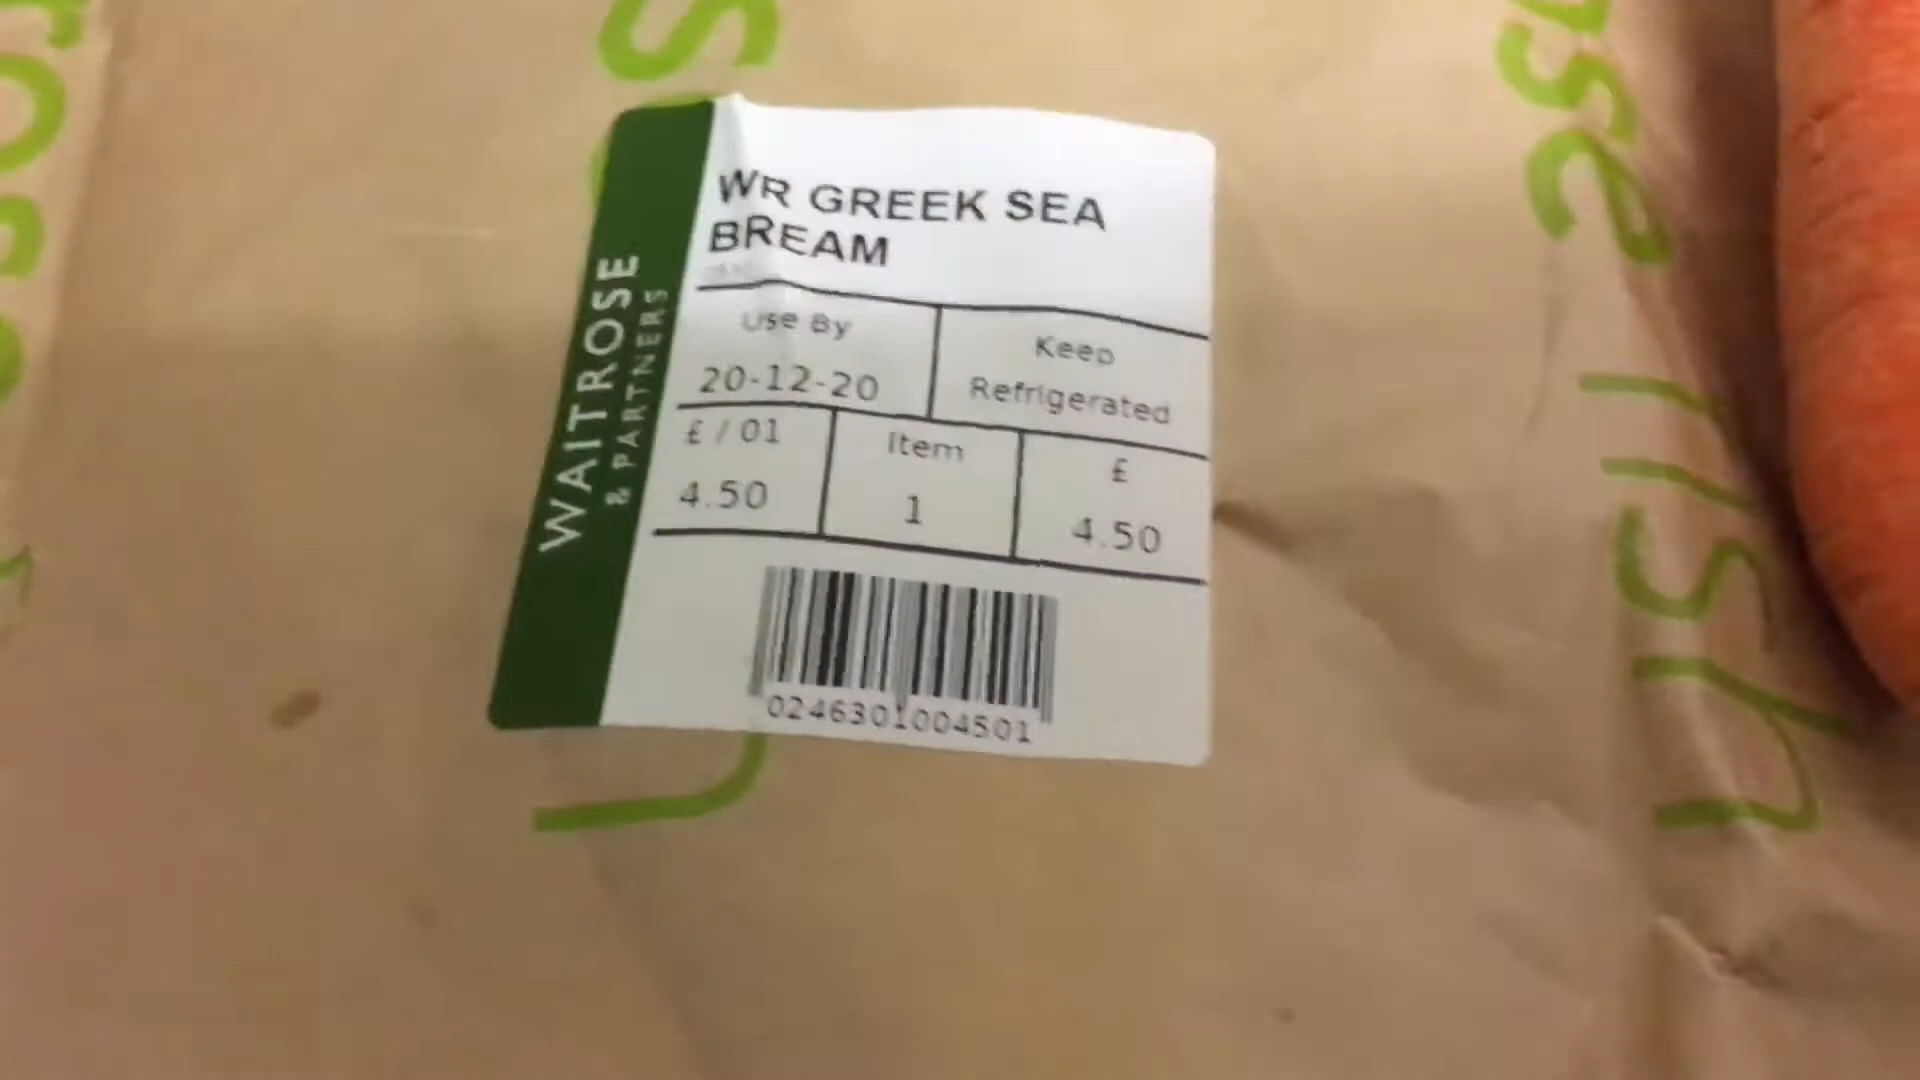 WAITROSE
& PARTNERS
WR GREEK SEA
BREAM
Use By
20-12-20
Keep
Refrigerated
£ / 01
4.50
Item
1
£
4.50
0246301004501